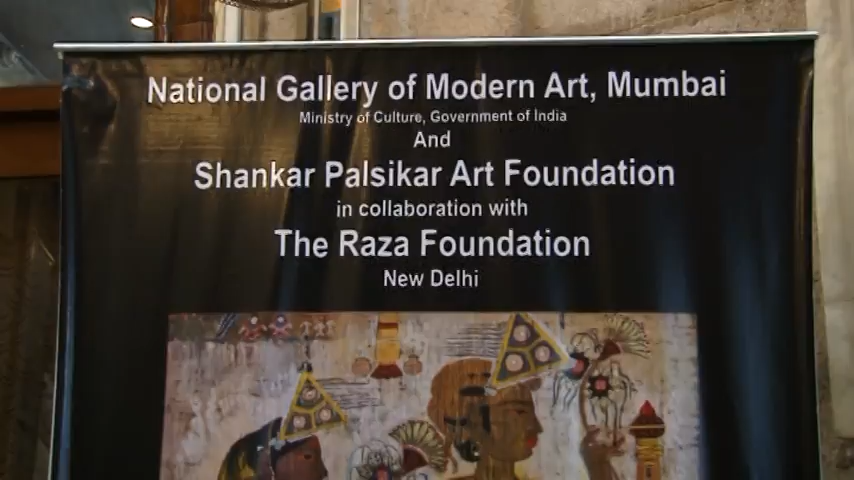 National Gallery of Modern Art, Mumbai
Ministry of Culture, Government of India
And
Shankar Palsikar Art Foundation
in collaboration with
The Raza Foundation
New Delhi